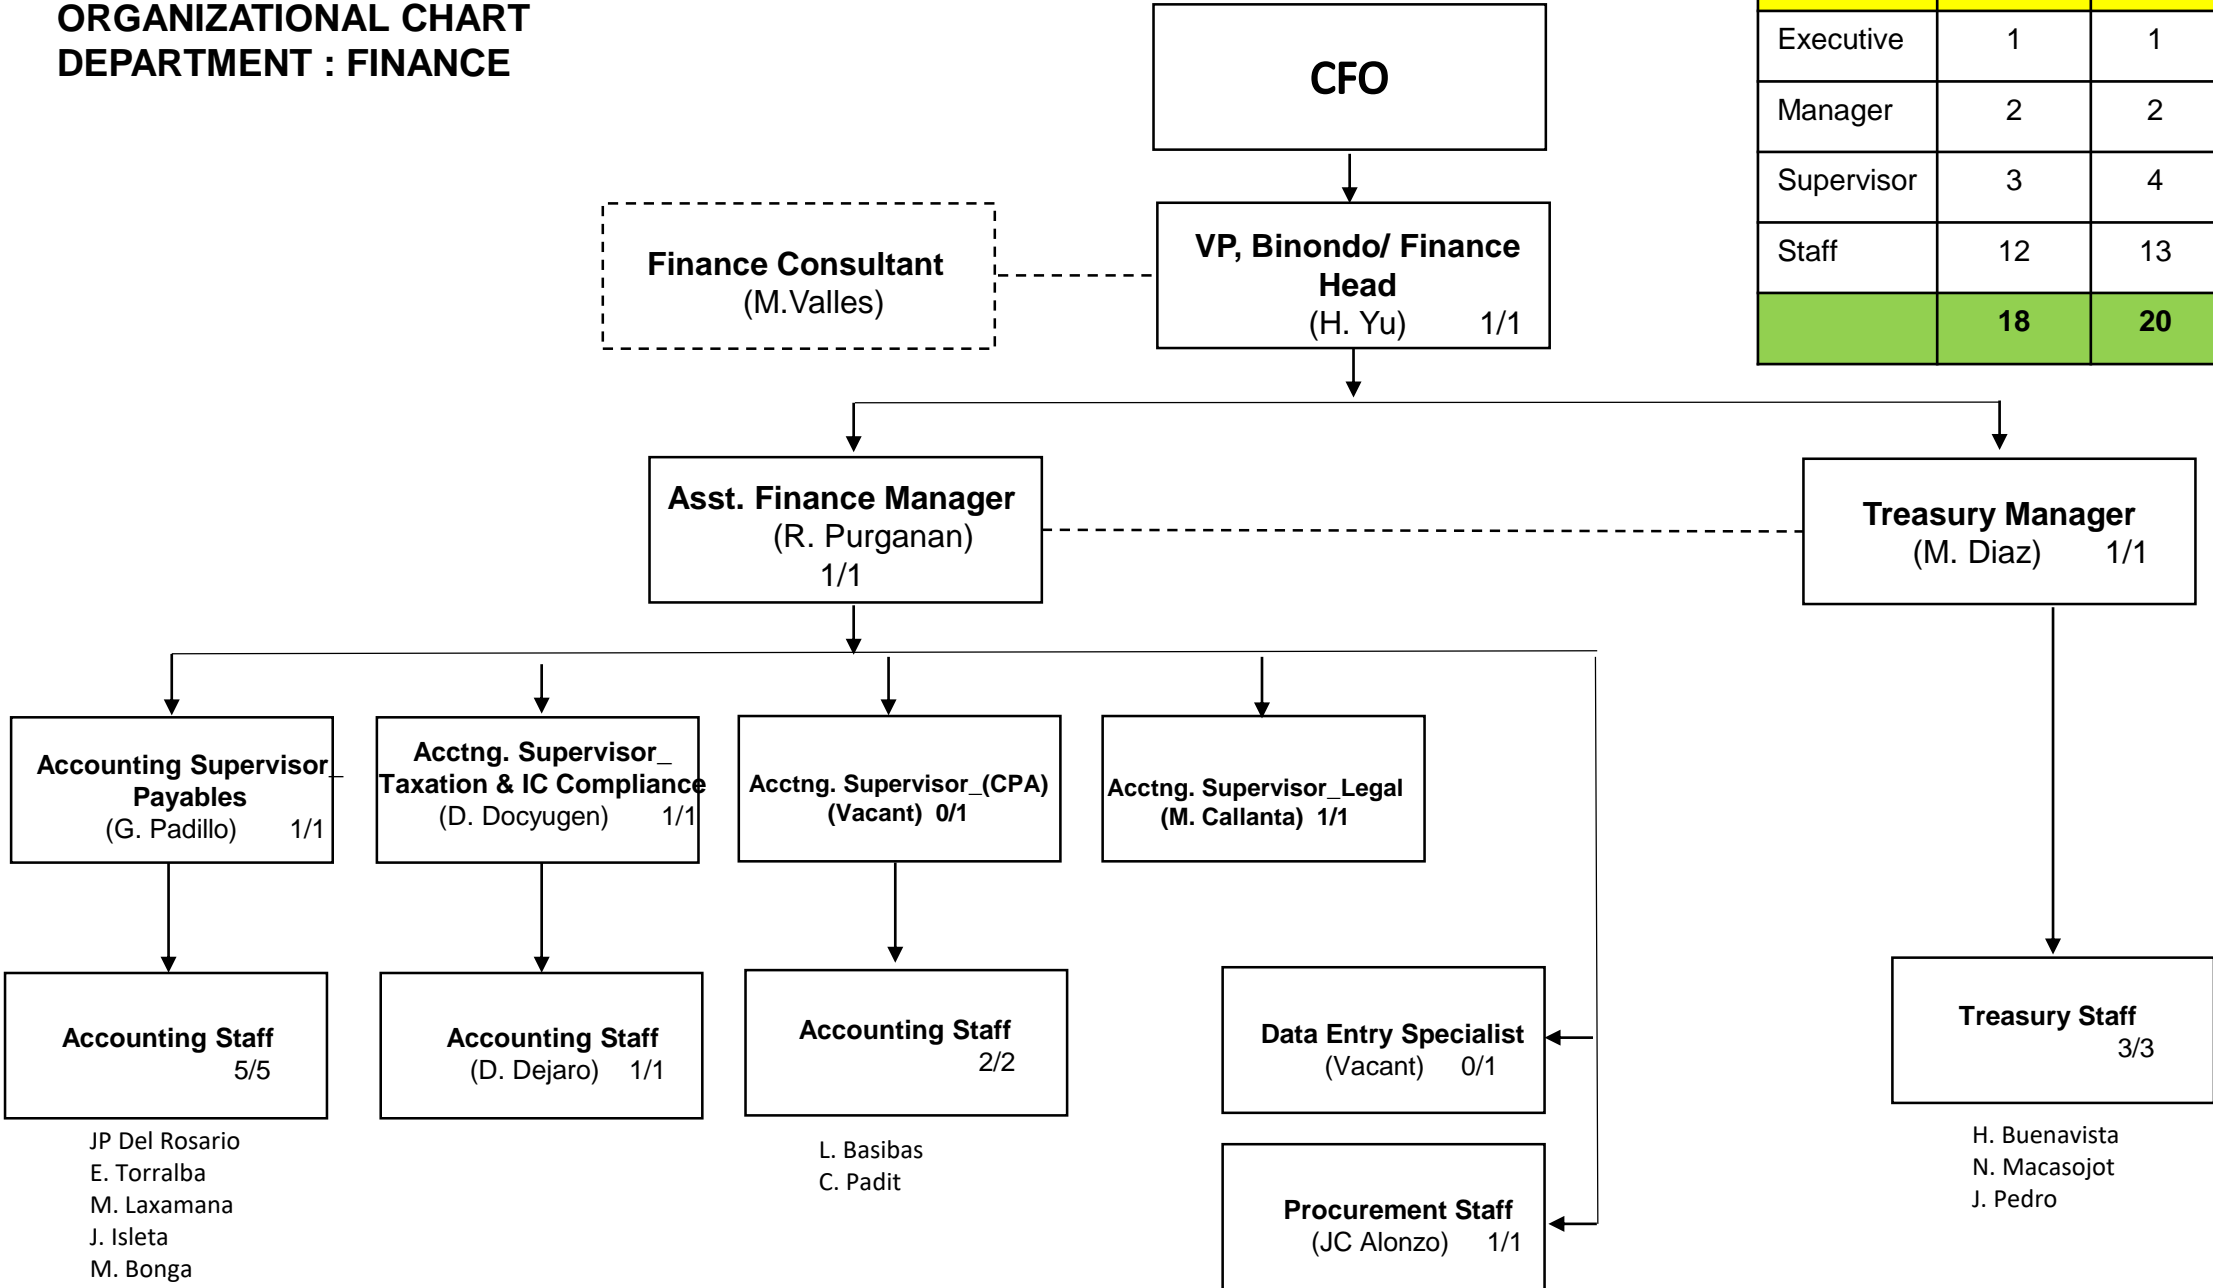 ORGANIZATIONAL CHART
DEPARTMENT : FINANCE
CFO
Executive 1 1
Manager 2 2
Supervisor 3 4
Staff 12 13
18 20
Finance Consultant
(M.Valles)
VP, Binondo/ Finance
Head
(H. Yu) 1/1
Asst. Finance Manager
(R. Purganan)
1/1
Treasury Manager
(M. Diaz) 1/1
Accounting Supervisor_
Payables
(G. Padillo) 1/1
Acctng. Supervisor_
Taxation & IC Compliance
(D. Docyugen) 1/1
Acctng. Supervisor_(CPA)
(Vacant) 0/1
Acctng. Supervisor_Legal
(M. Callanta) 1/1
Accounting Staff
5/5
JP Del Rosario
E. Torralba
M. Laxamana
J. Isleta
M. Bonga
Accounting Staff
(D. Dejaro) 1/1
Accounting Staff
2/2
L. Basibas
C. Padit
Data Entry Specialist
(Vacant) 0/1
Procurement Staff
(JC Alonzo) 1/1
Treasury Staff
3/3
H. Buenavista
N. Macasojot
J. Pedro